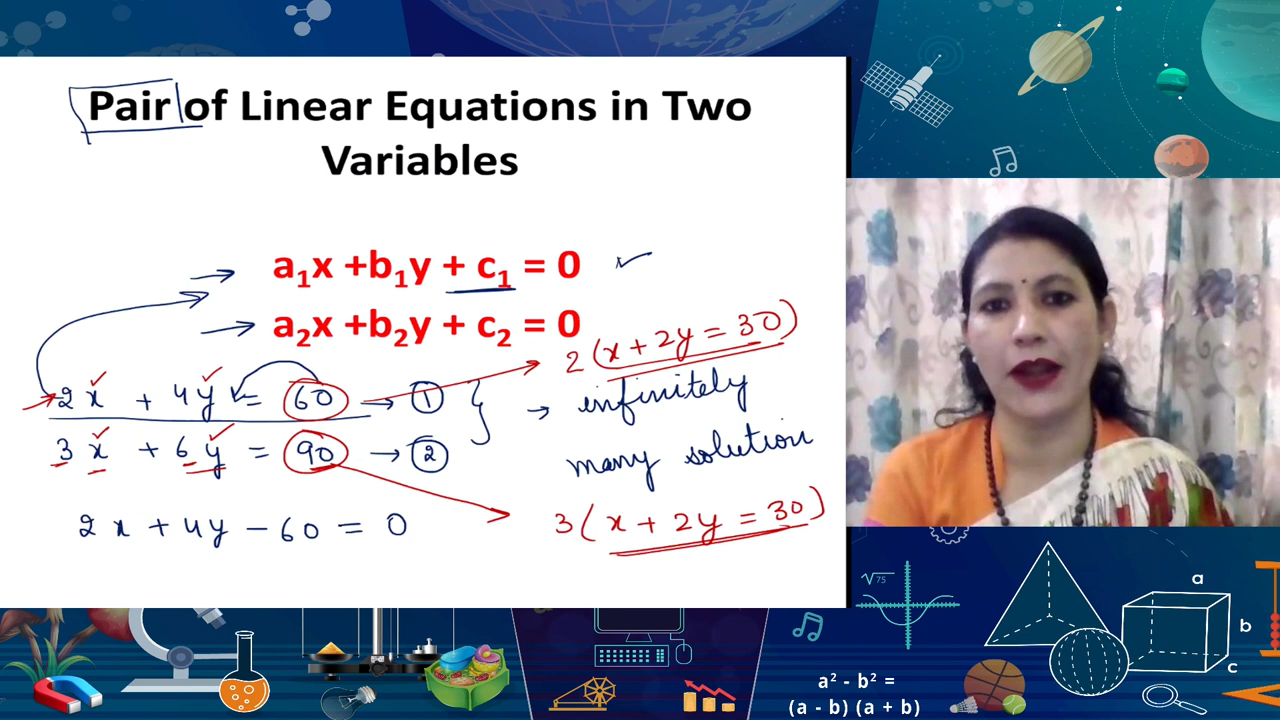 Pair of Linear Equations in Two
Variables
a₁x +b₁y + c₁ = 0
a₂x +b₂y + c₂ = 0
2 (x + 2y = 30)
2x + 4y = 60 → ①
infinitely
3x + 6y = 90 → ②
many solution
2x + 4y - 60 = 0
3 (x + 2y = 30)
√75
a
b
c
a² - b² =
(a - b) (a + b)